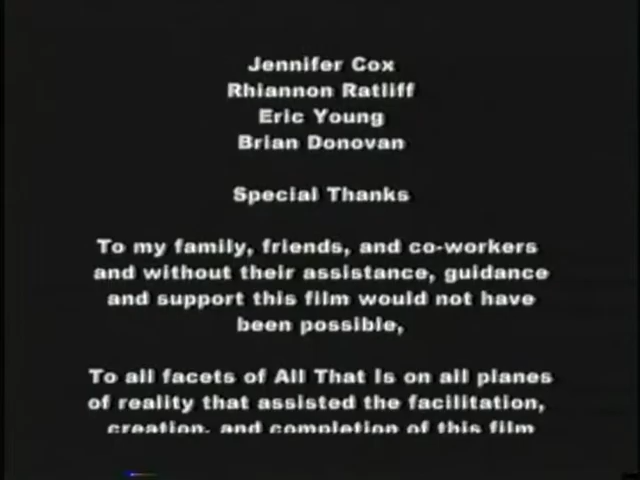 Jennifer Cox
Rhiannon Ratliff
Eric Young
Brian Donovan
Special Thanks
To my family, friends, and co-workers
and without their assistance, guidance
and support this film would not have
been possible,
To all facets of All That Is on all planes
of reality that assisted the facilitation,
creation, and completion of this film